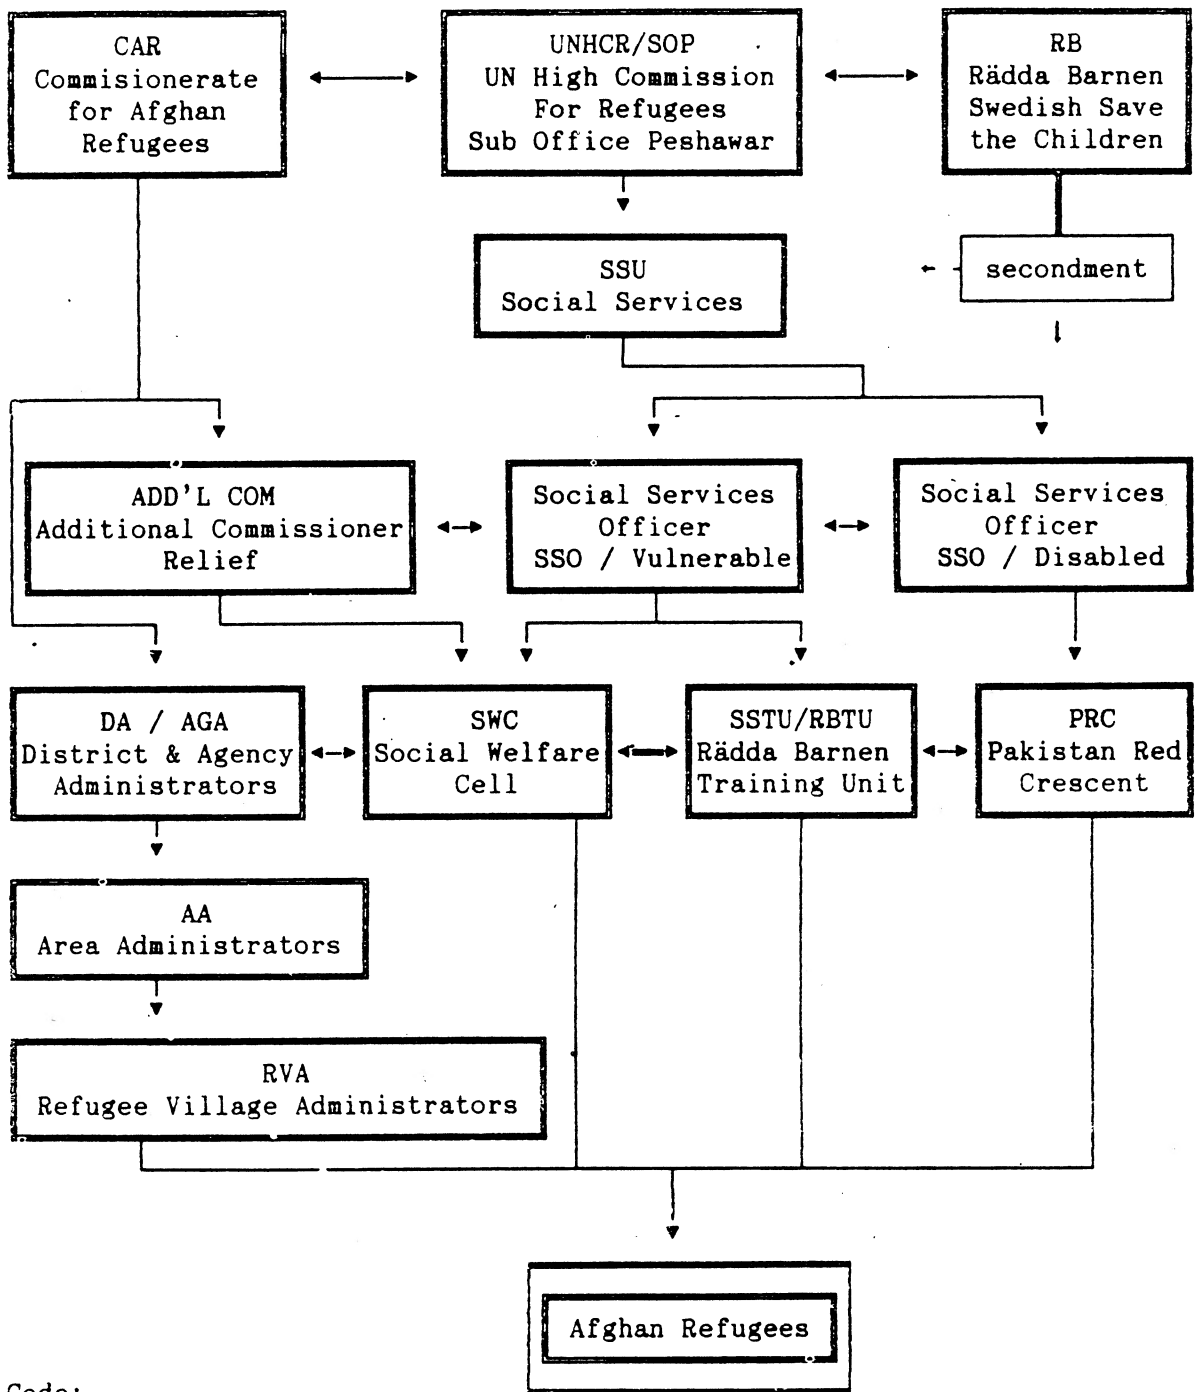 CAR
Commisionerate
for Afghan
Refugees
UNHCR/SOP
UN High Commission
For Refugees
Sub Office Peshawar
RB
Rädda Barnen
Swedish Save
the Children
SSU
Social Services
secondment
ADD'L COM
Additional Commissioner
Relief
Social Services
Officer
SSO / Vulnerable
Social Services
Officer
SSO / Disabled
DA / AGA
District & Agency
Administrators
SWC
Social Welfare
Cell
SSTU/RBTU
Rädda Barnen
Training Unit
PRC
Pakistan Red
Crescent
AA
Area Administrators
RVA
Refugee Village Administrators
Afghan Refugees
Code: